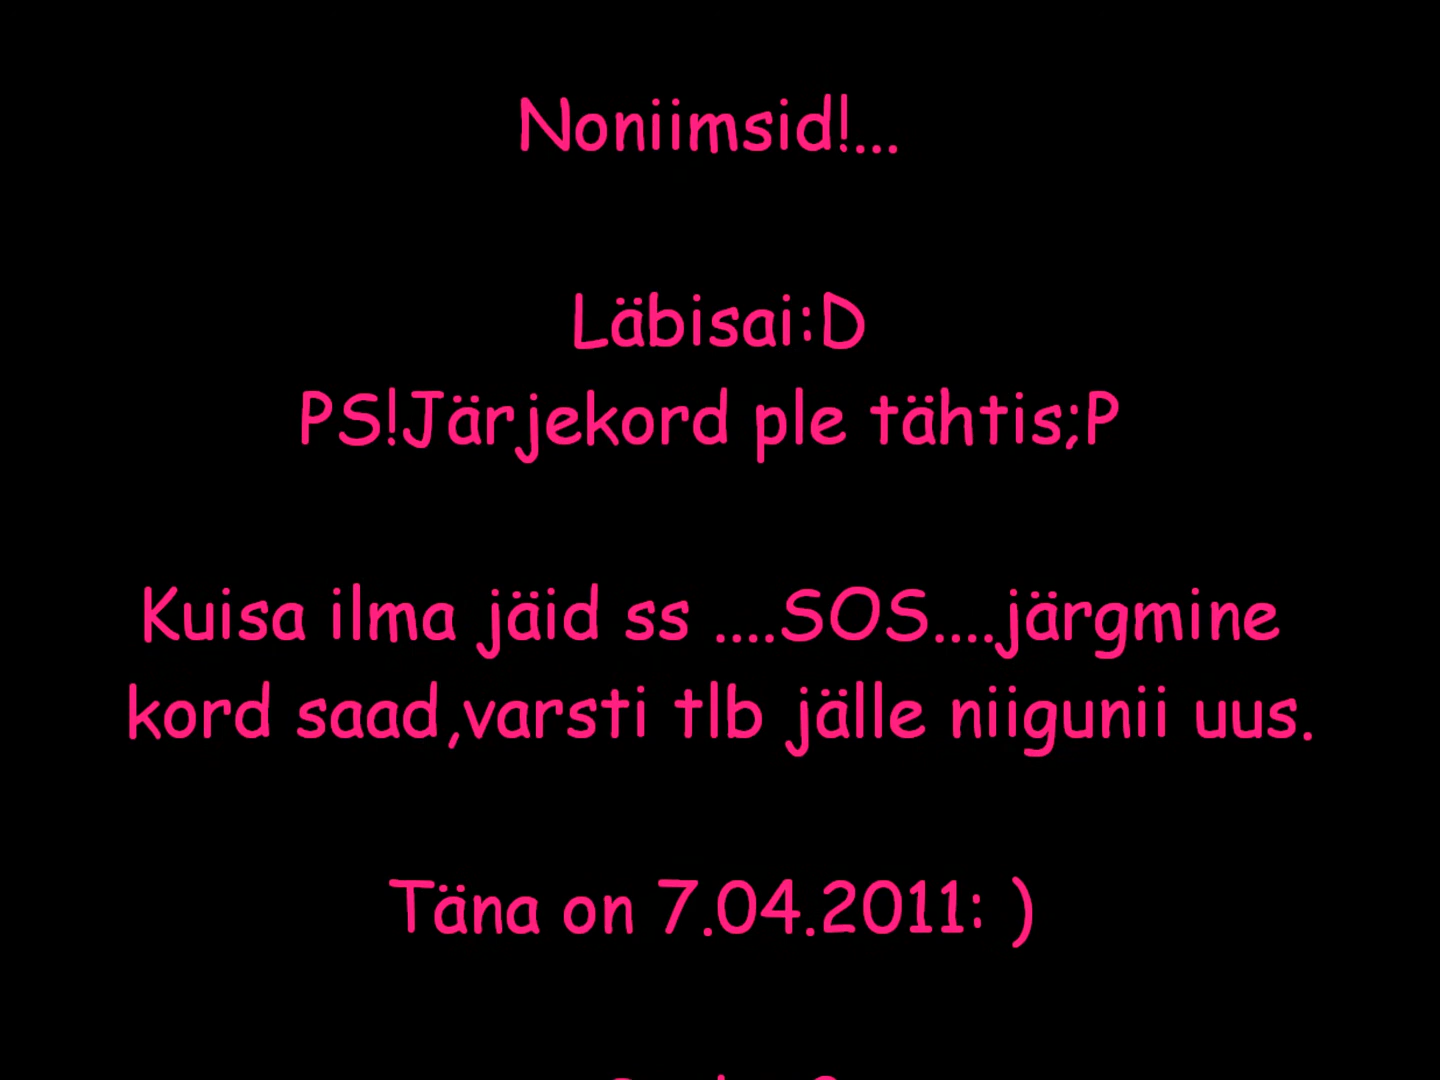 Noniimsid!...
Läbisai:D
PS!Järjekord ple tähtis;P
Kuisa ilma jäid ss ....SOS....järgmine
kord saad,varsti tlb jälle niigunii uus.
Täna on 7.04.2011: )